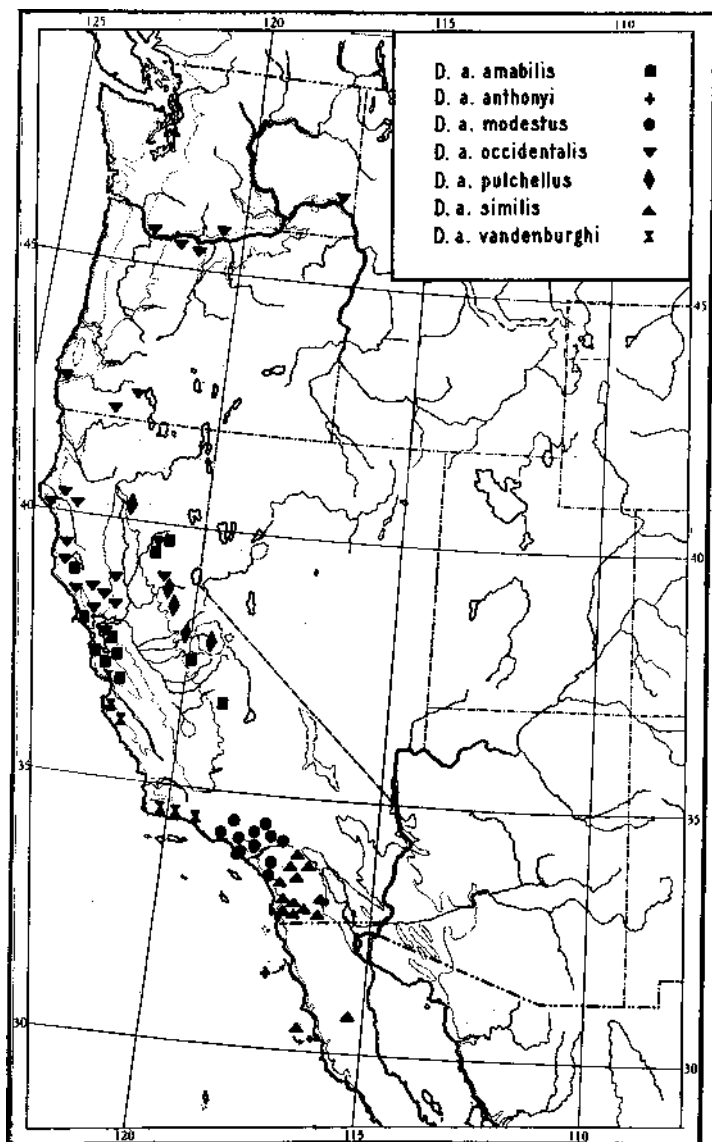 125 120 115 110
D. a. amabilis
D. a. anthonyi
D. a. modestus
D. a. occidentalis
D. a. pulchellus
D. a. similis
D. a. vandenburghi
45 45
40 40
35
30 30
120 115 110